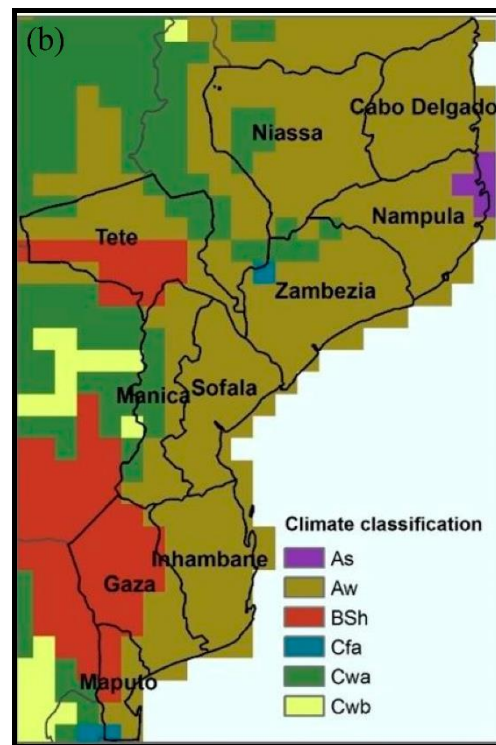 (b)
Cabo Delgado
Niassa
Nampula
Tete
Zambezia
Manica
Sofala
Inhambane
Gaza
Maputo
Climate classification
As
Aw
BSh
Cfa
Cwa
Cwb